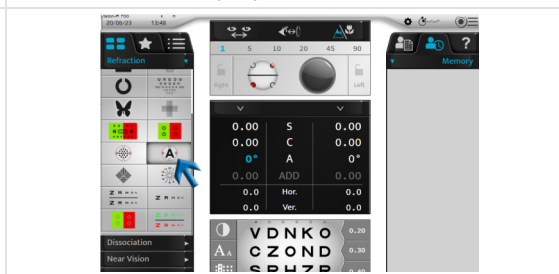 20/05/23 13:48
Refraction
Dissociation
Near Vision
1 5 10 20 45 90
Right
Left
0.00 S 0.00
0.00 C 0.00
0° A 0°
0.00 ADD 0.00
0.0 Hor. 0.0
0.0 Ver. 0.0
V D N K O 0.20
C Z O N D 0.30
S R H Z R 0.40
?
Memory
A